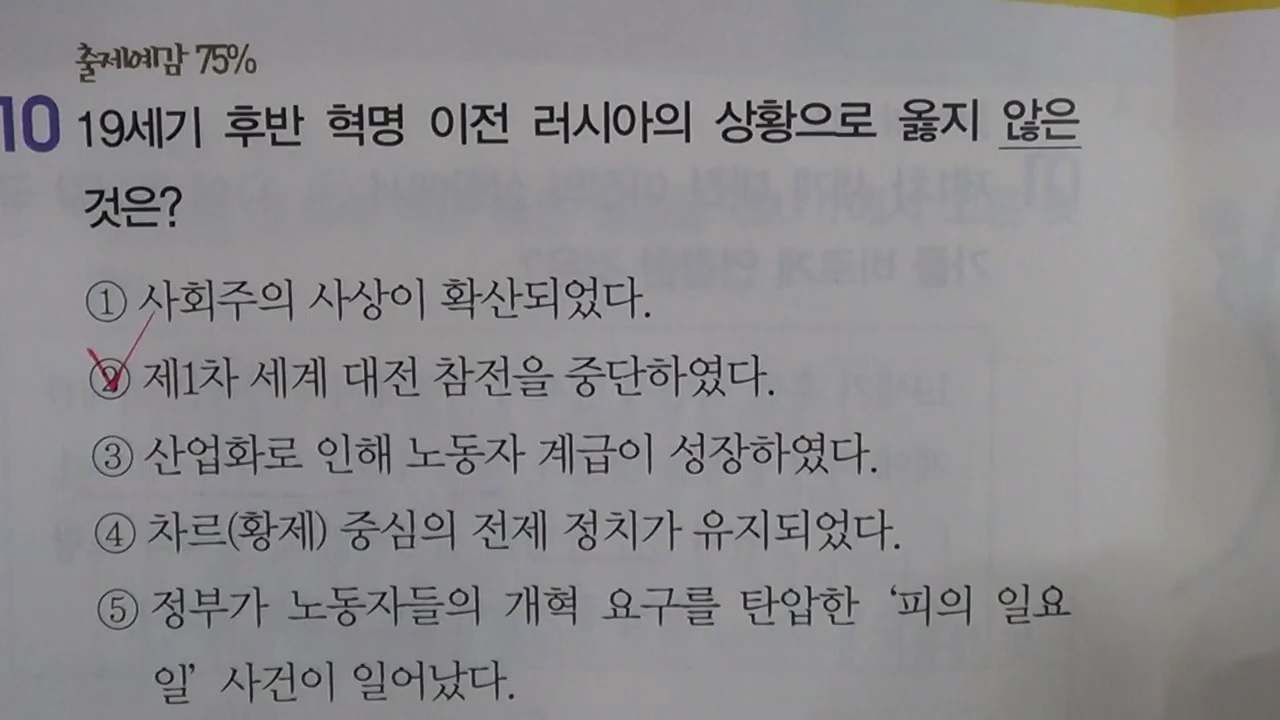 출제예감 75%
10 19세기 후반 혁명 이전 러시아의 상황으로 옳지 않은
것은?
① 사회주의 사상이 확산되었다.
② 제1차 세계 대전 참전을 중단하였다.
③ 산업화로 인해 노동자 계급이 성장하였다.
④ 차르(황제) 중심의 전제 정치가 유지되었다.
⑤ 정부가 노동자들의 개혁 요구를 탄압한 ‘피의 일요
일’ 사건이 일어났다.